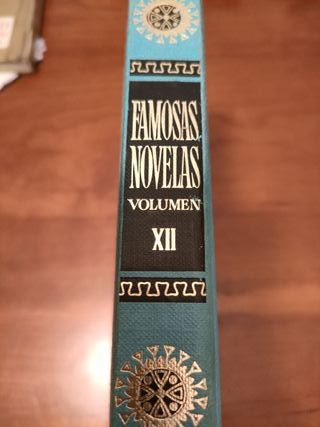 FAMOSAS
NOVELAS
VOLUMEN
XII